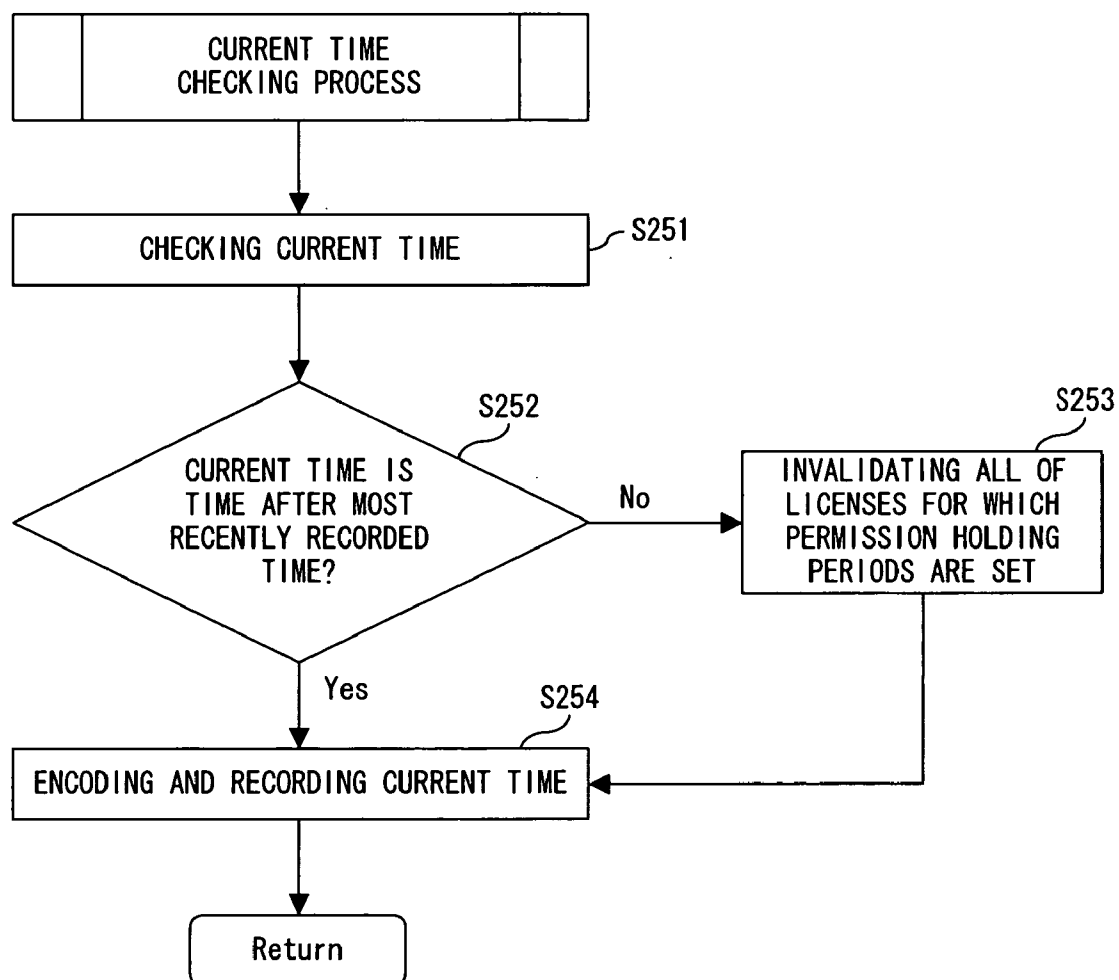 CURRENT TIME
CHECKING PROCESS
CHECKING CURRENT TIME
S251
S252
CURRENT TIME IS
TIME AFTER MOST
RECENTLY RECORDED
TIME?
No
S253
INVALIDATING ALL OF
LICENSES FOR WHICH
PERMISSION HOLDING
PERIODS ARE SET
Yes
S254
ENCODING AND RECORDING CURRENT TIME
Return